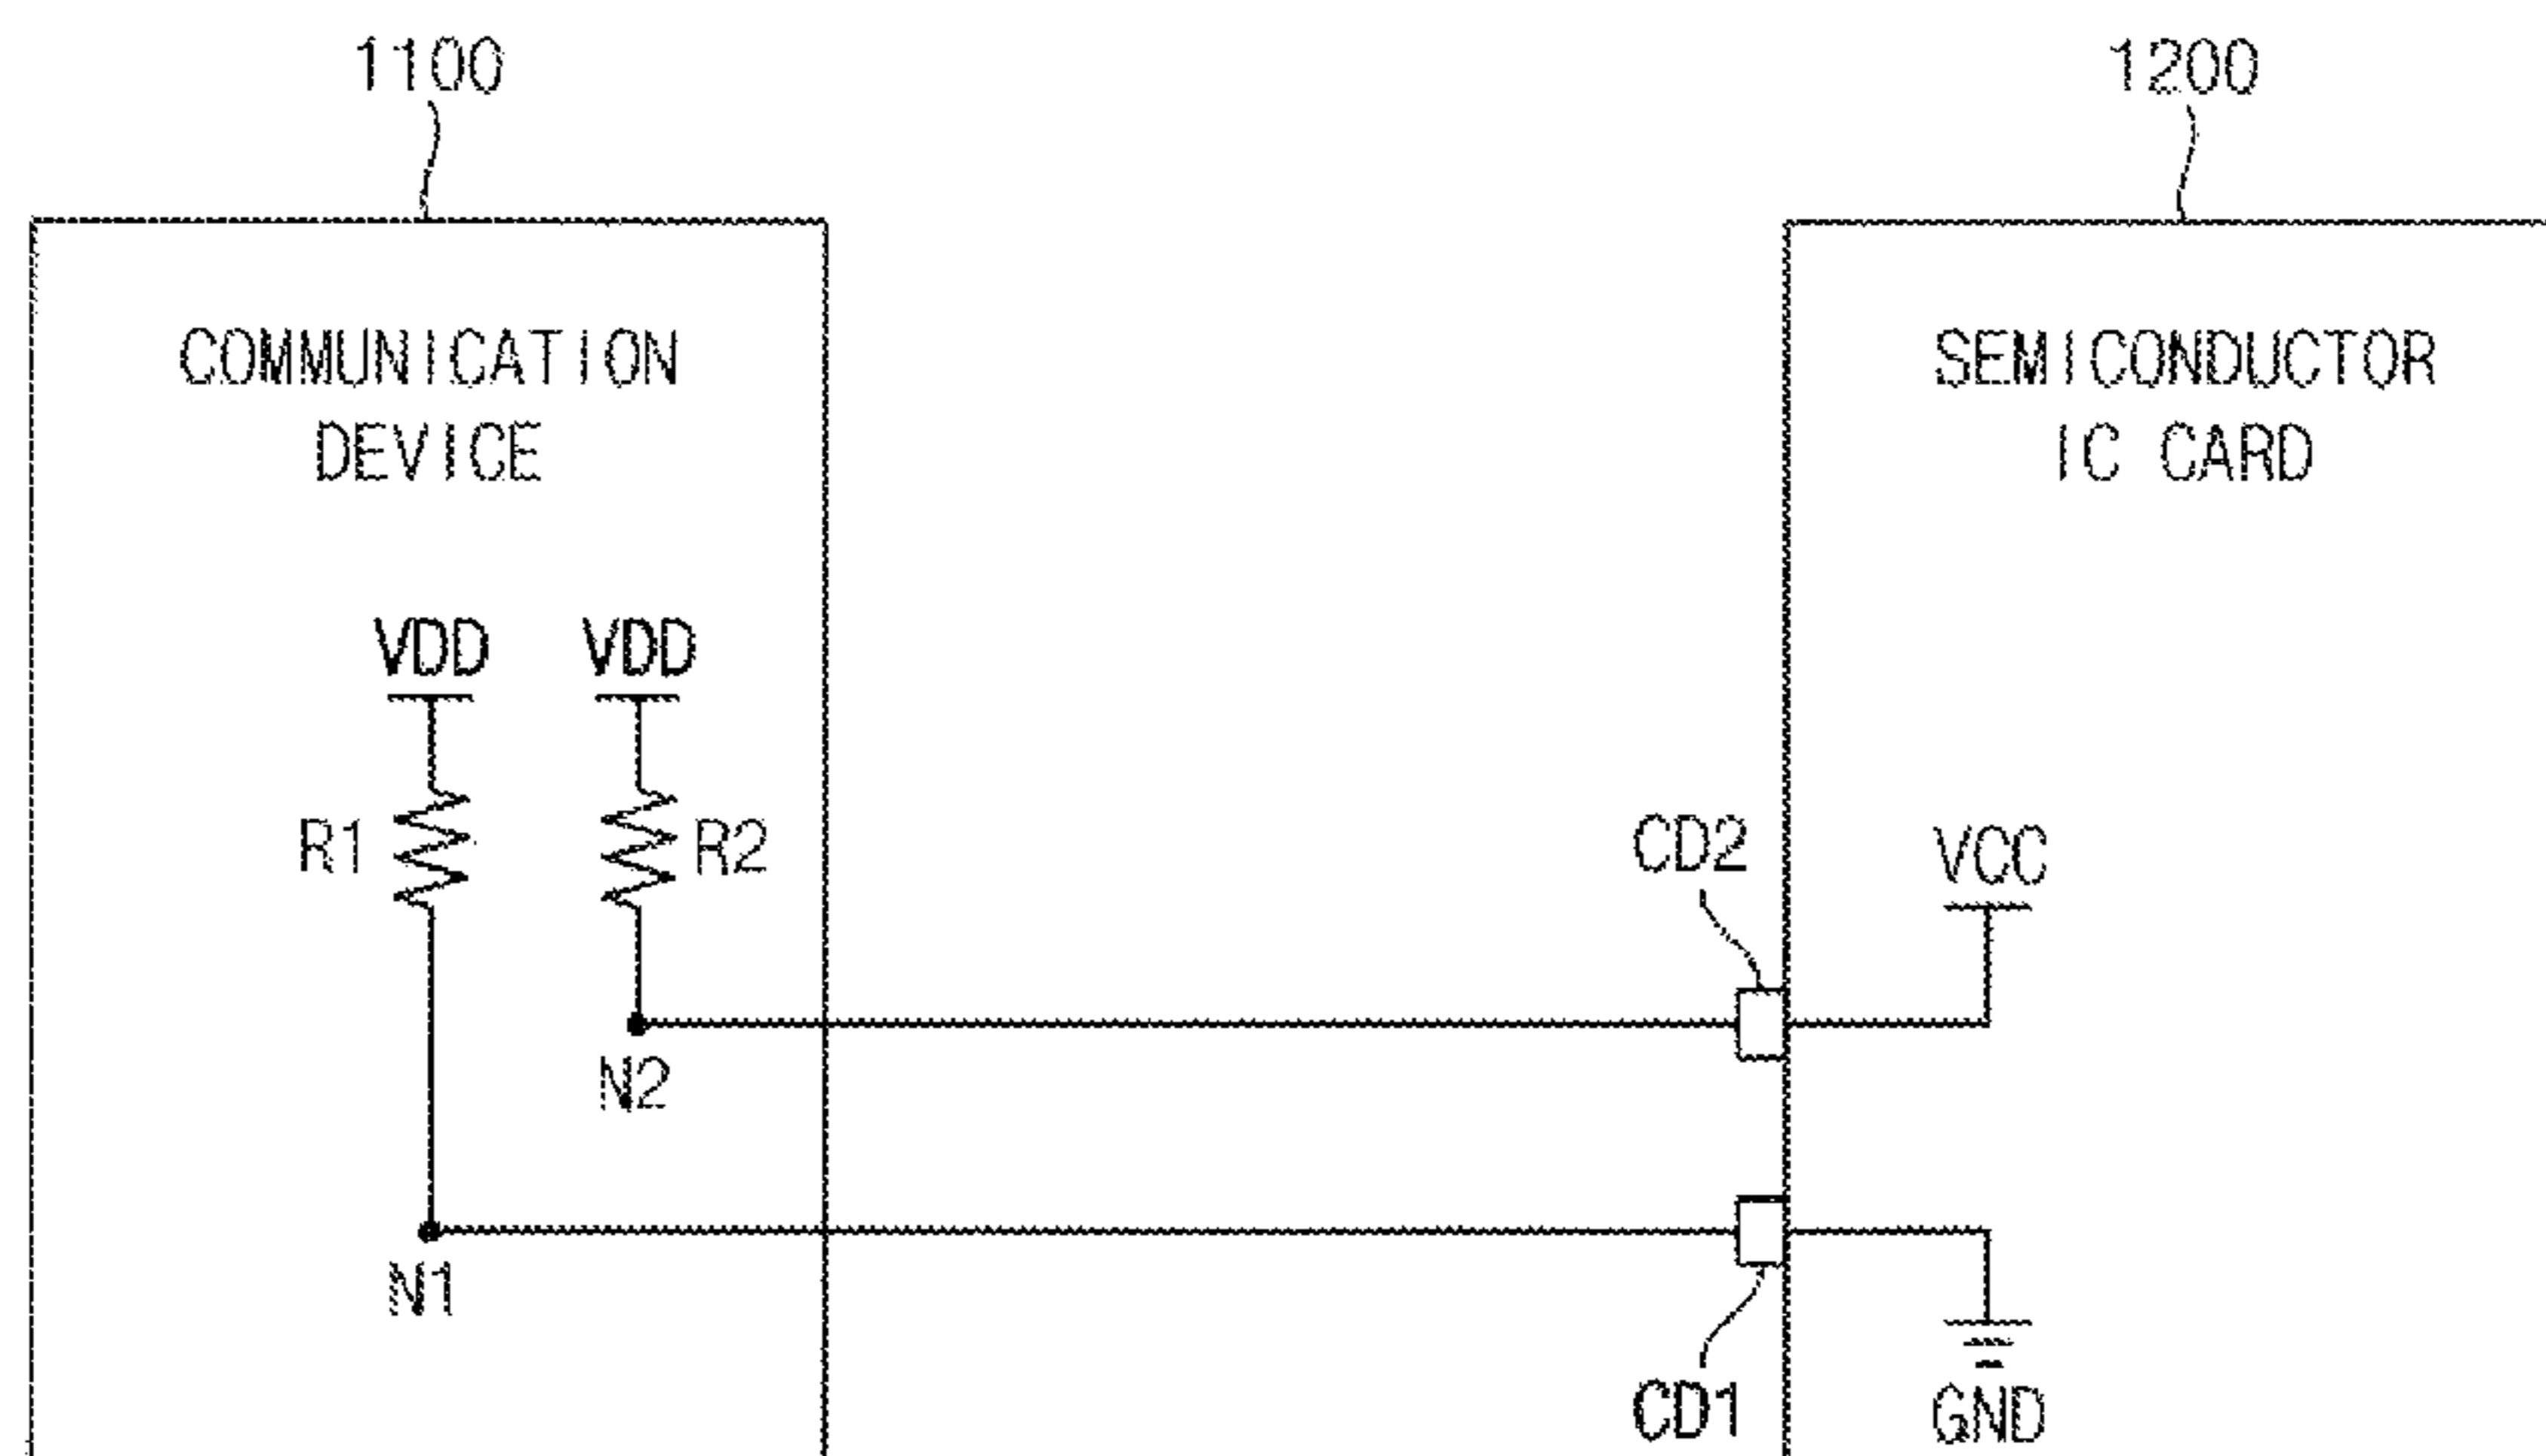 1100
1200
COMMUNICATION
DEVICE
SEMICONDUCTOR
IC CARD
VDD VDD
R1 R2
CD2
VCC
N2
N1
CD1
GND